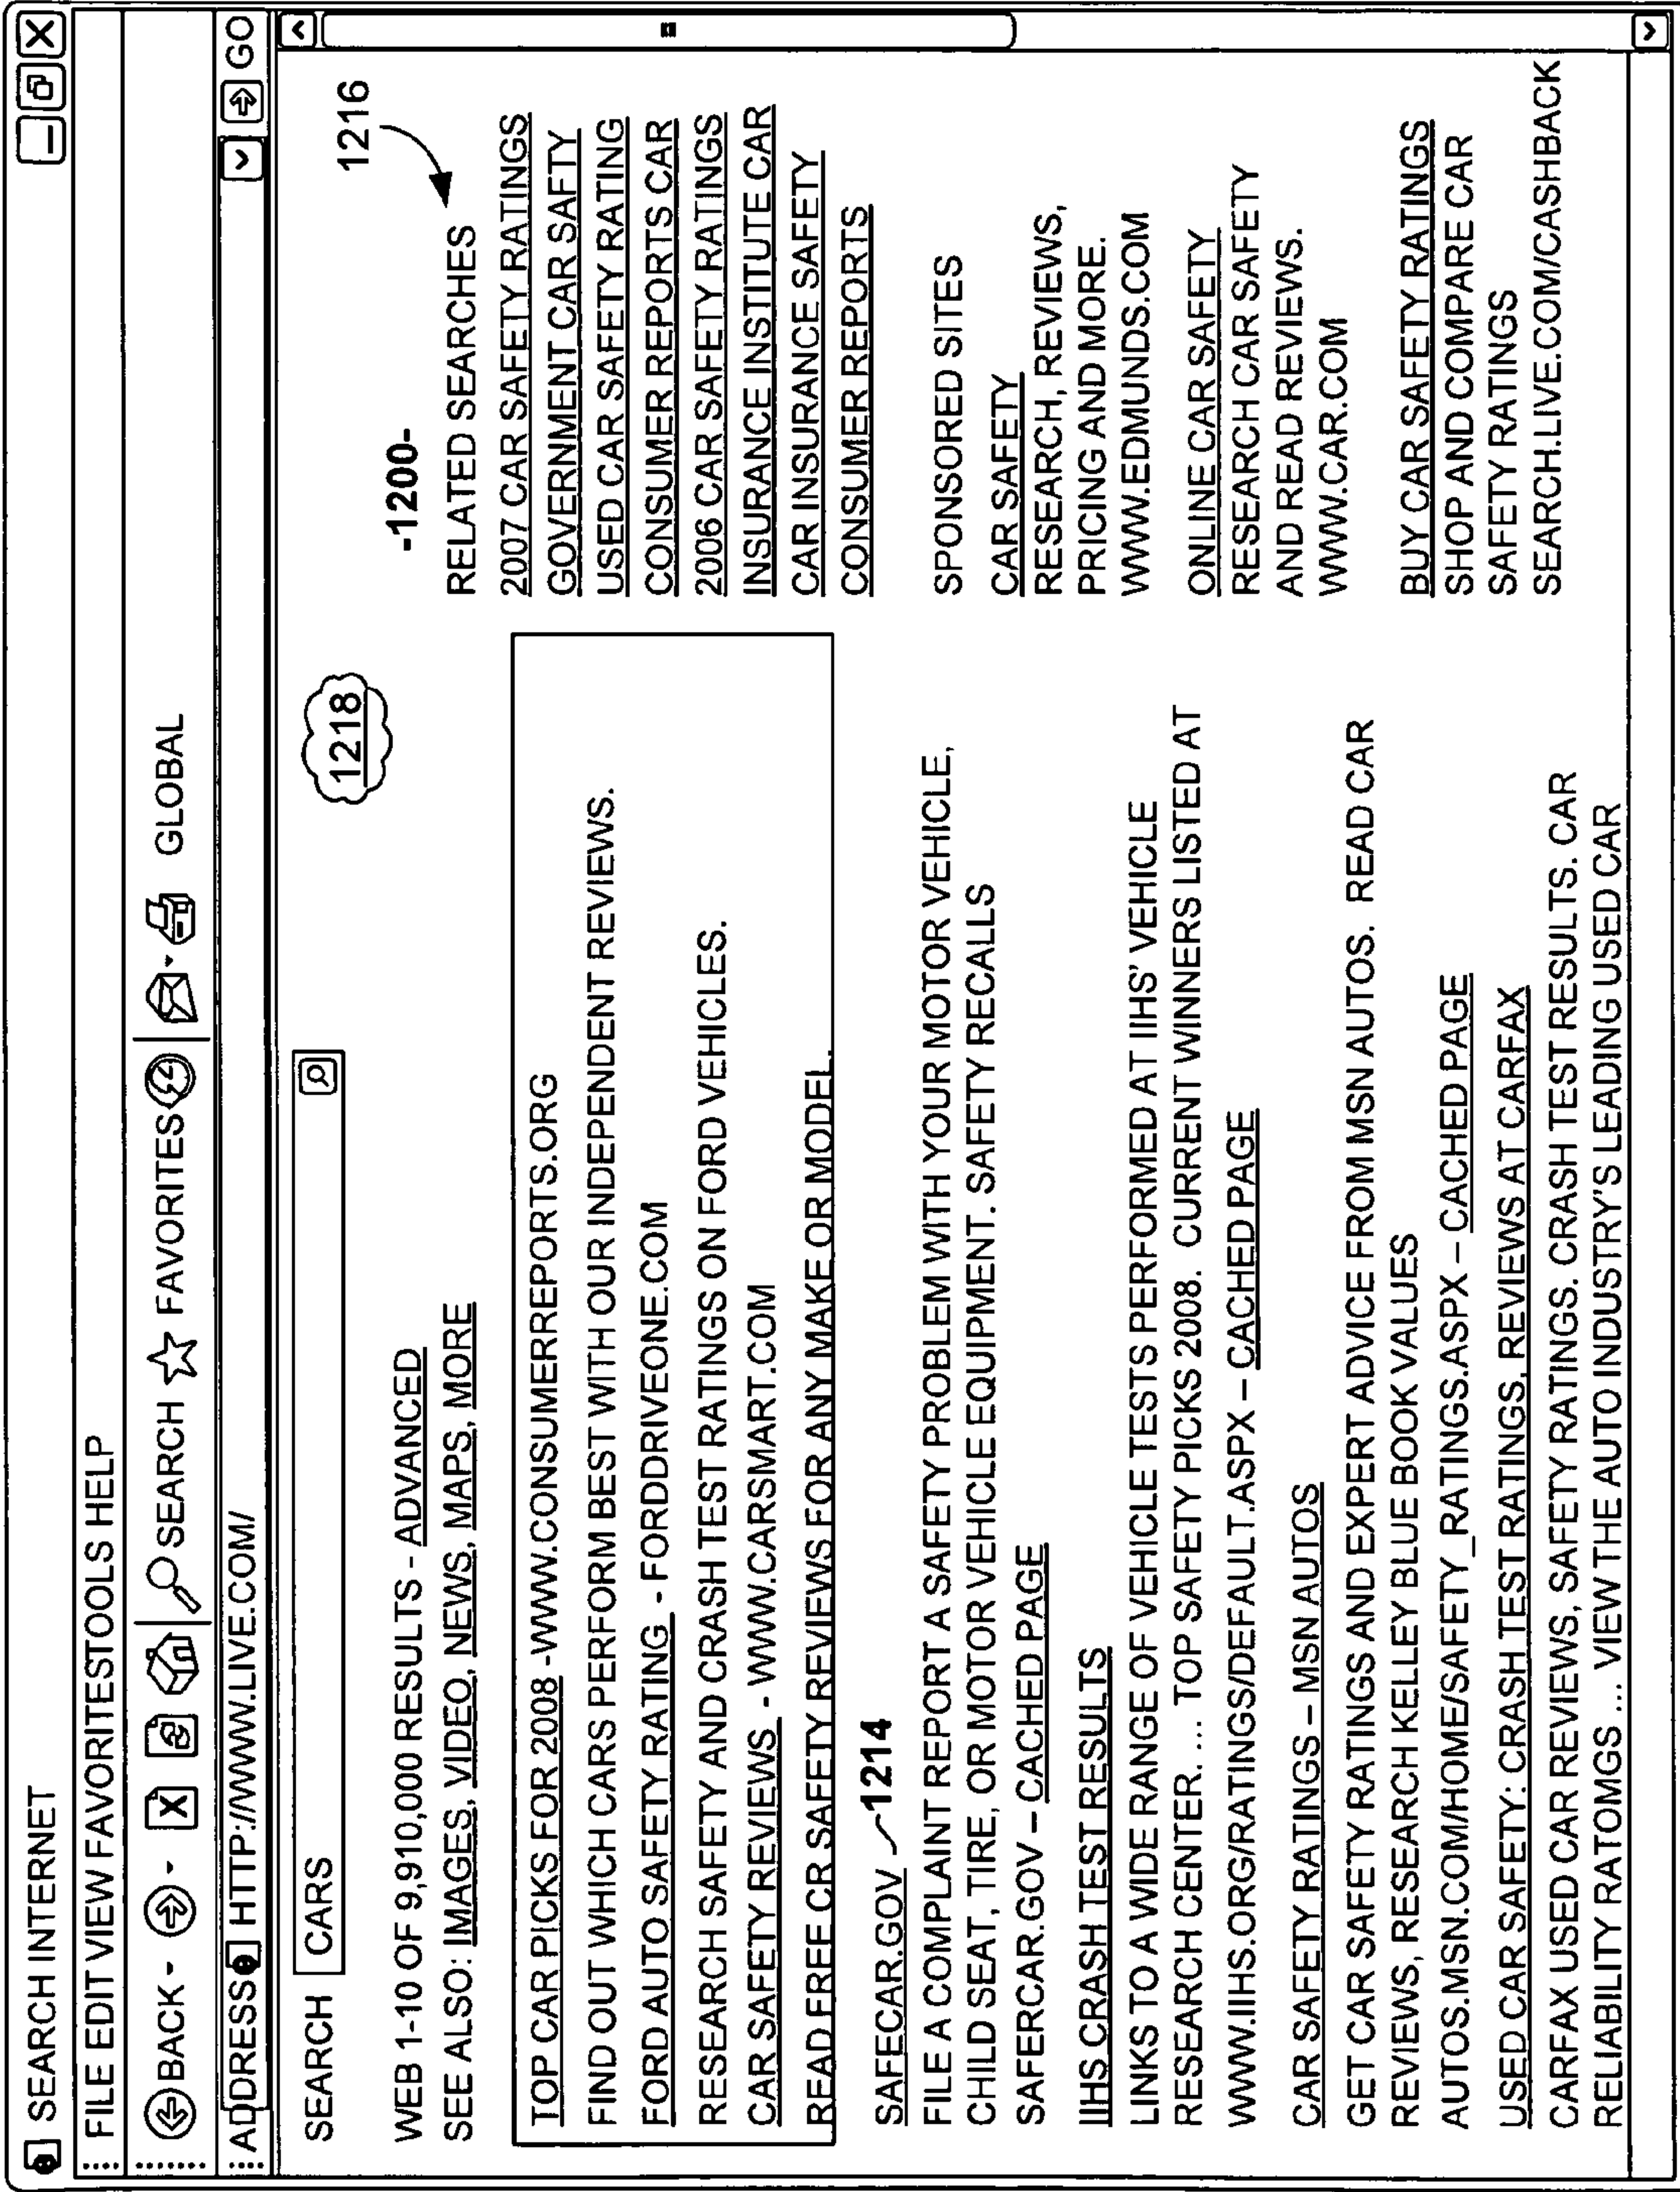 SEARCH INTERNET
FILE EDIT VIEW FAVORITESTOOLS HELP
BACK - SEARCH FAVORITES GLOBAL
ADDRESS HTTP://WWW.LIVE.COM/ GO
SEARCH CARS
1218
1216
-1200-
WEB 1-10 OF 9,910,000 RESULTS - ADVANCED
SEE ALSO: IMAGES, VIDEO, NEWS, MAPS, MORE
TOP CAR PICKS FOR 2008 -WWW.CONSUMERREPORTS.ORG
FIND OUT WHICH CARS PERFORM BEST WITH OUR INDEPENDENT REVIEWS.
FORD AUTO SAFETY RATING - FORDDRIVEONE.COM
RESEARCH SAFETY AND CRASH TEST RATINGS ON FORD VEHICLES.
CAR SAFETY REVIEWS - WWW.CARSMART.COM
READ FREE CR SAFETY REVIEWS FOR ANY MAKE OR MODEL.
SAFECAR.GOV 1214
FILE A COMPLAINT REPORT A SAFETY PROBLEM WITH YOUR MOTOR VEHICLE,
CHILD SEAT, TIRE, OR MOTOR VEHICLE EQUIPMENT. SAFETY RECALLS
SAFERCAR.GOV – CACHED PAGE
IIHS CRASH TEST RESULTS
LINKS TO A WIDE RANGE OF VEHICLE TESTS PERFORMED AT IIHS' VEHICLE
RESEARCH CENTER. ... TOP SAFETY PICKS 2008. CURRENT WINNERS LISTED AT
WWW.IIHS.ORG/RATINGS/DEFAULT.ASPX – CACHED PAGE
CAR SAFETY RATINGS – MSN AUTOS
GET CAR SAFETY RATINGS AND EXPERT ADVICE FROM MSN AUTOS. READ CAR
REVIEWS, RESEARCH KELLEY BLUE BOOK VALUES
AUTOS.MSN.COM/HOME/SAFETY_RATINGS.ASPX – CACHED PAGE
USED CAR SAFETY: CRASH TEST RATINGS, REVIEWS AT CARFAX
CARFAX USED CAR REVIEWS, SAFETY RATINGS. CRASH TEST RESULTS. CAR
RELIABILITY RATOMGS ... VIEW THE AUTO INDUSTRY'S LEADING USED CAR
RELATED SEARCHES
2007 CAR SAFETY RATINGS
GOVERNMENT CAR SAFTY
USED CAR SAFETY RATING
CONSUMER REPORTS CAR
2006 CAR SAFETY RATINGS
INSURANCE INSTITUTE CAR
CAR INSURANCE SAFETY
CONSUMER REPORTS
SPONSORED SITES
CAR SAFETY
RESEARCH, REVIEWS,
PRICING AND MORE.
WWW.EDMUNDS.COM
ONLINE CAR SAFETY
RESEARCH CAR SAFETY
AND READ REVIEWS.
WWW.CAR.COM
BUY CAR SAFETY RATINGS
SHOP AND COMPARE CAR
SAFETY RATINGS
SEARCH.LIVE.COM/CASHBACK